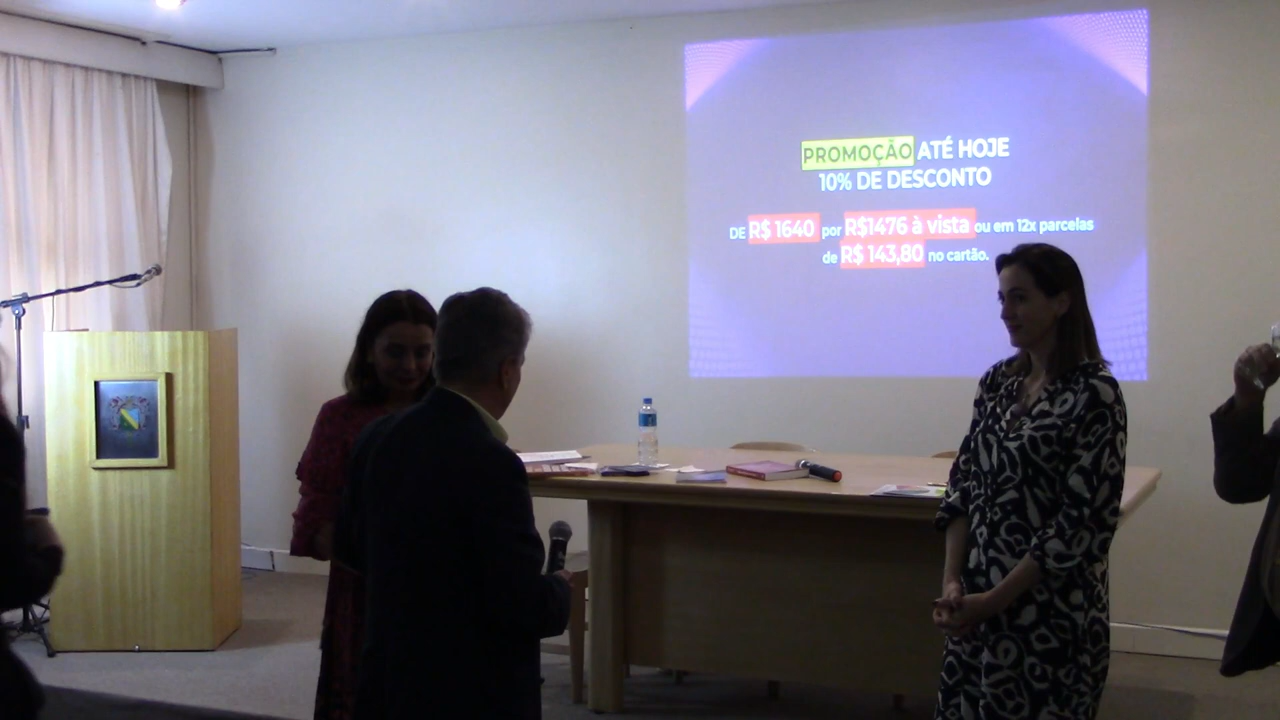 PROMOÇÃO ATÉ HOJE
10% DE DESCONTO
DE R$ 1640 por R$1476 à vista ou em 12x parcelas
de R$ 143,80 no cartão.